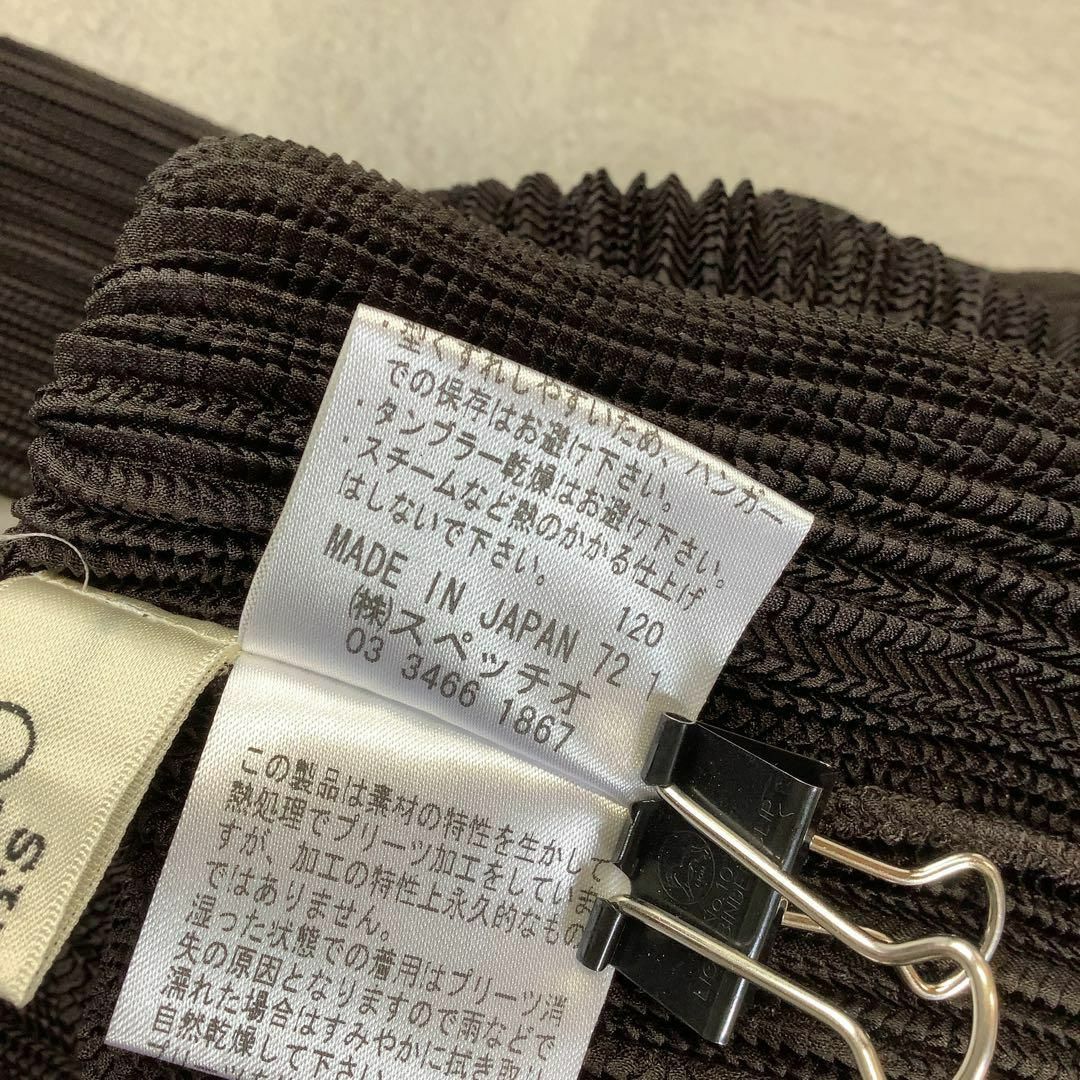 ・型くずれしやすいため、ハンガー
での保存はお避け下さい。
・タンブラー乾燥はお避け下さい。
・スチームなど熱のかかる仕上げ
はしないで下さい。 120
MADE IN JAPAN 72 1
㈱スペッチオ
03 3466 1867
この製品は素材の特性を生かして
熱処理でプリーツ加工をしていま
すが、加工の特性上永久的なもの
ではありません。
湿った状態での着用はプリーツ消
失の原因となりますので雨などで
濡れた場合はすみやかに拭き取り
自然乾燥して下さい。
NO.10